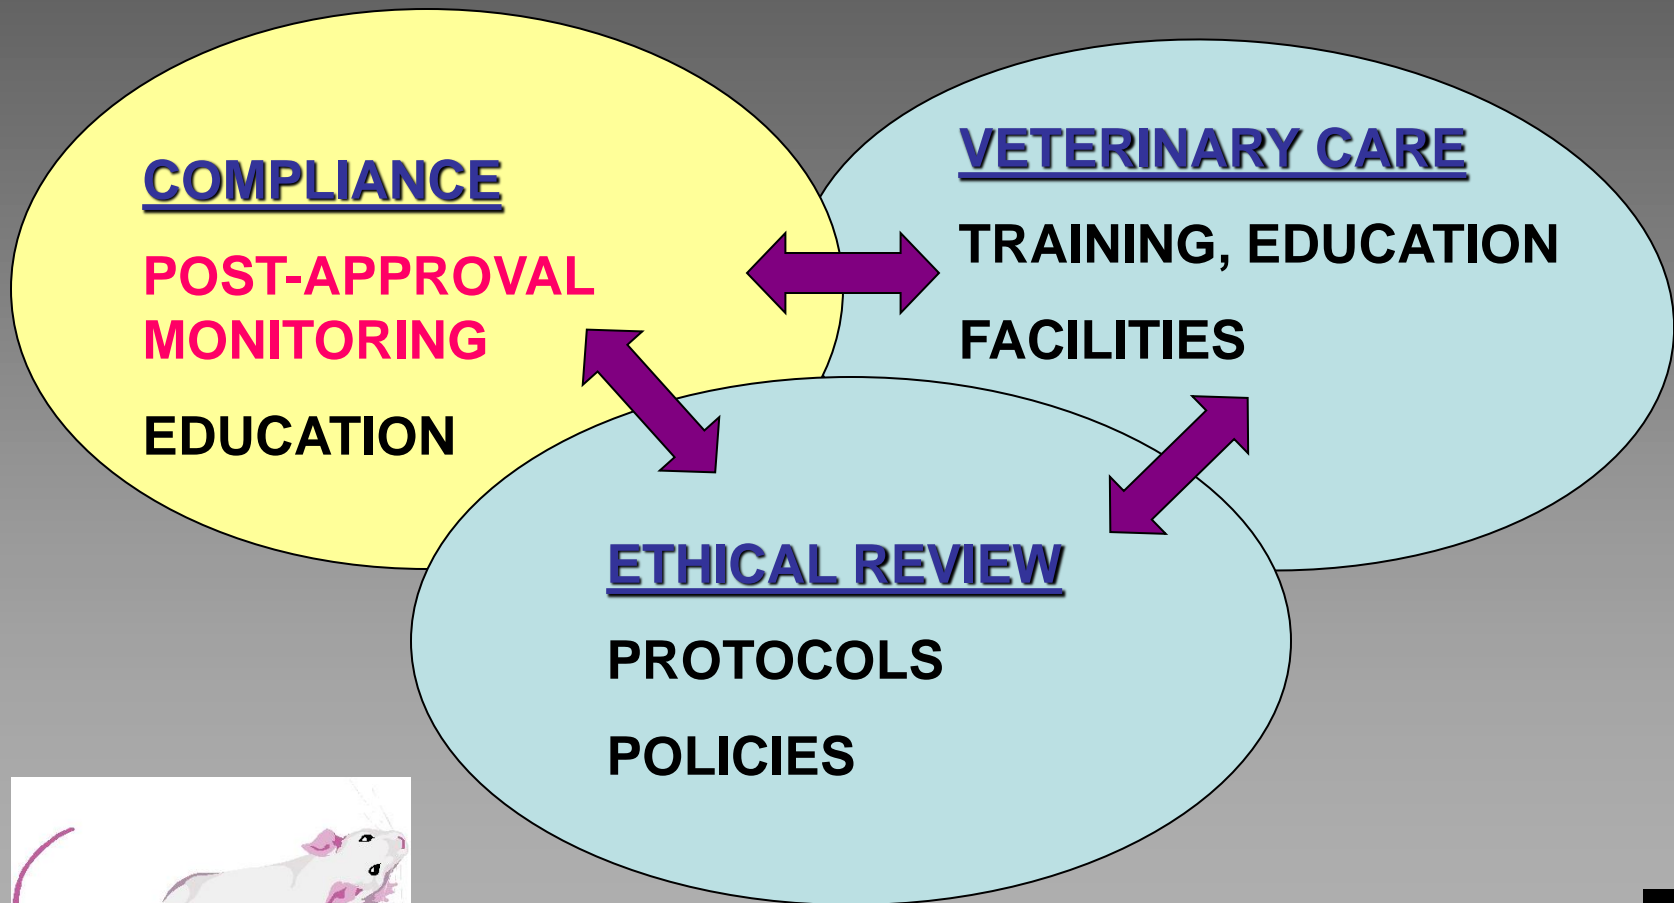 COMPLIANCE
POST-APPROVAL
MONITORING
EDUCATION
VETERINARY CARE
TRAINING, EDUCATION
FACILITIES
ETHICAL REVIEW
PROTOCOLS
POLICIES